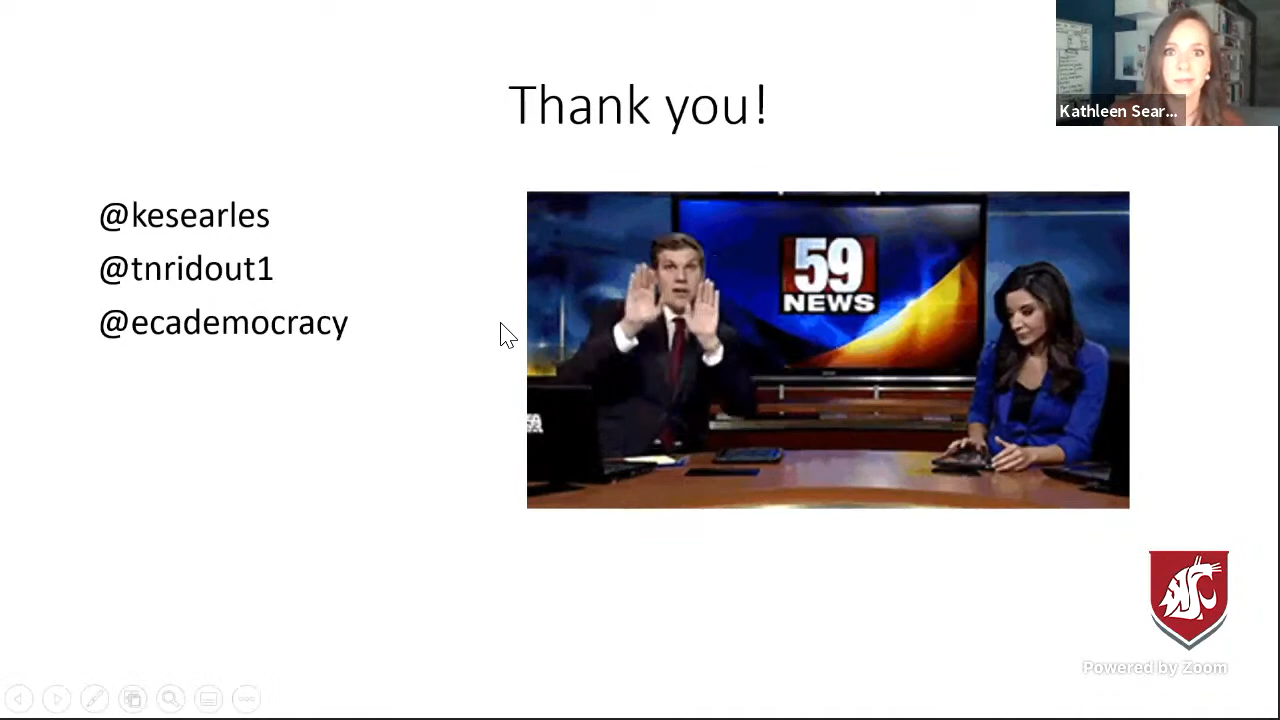 Thank you!
Kathleen Sear...
@kesearles
@tnridout1
@ecademocracy
59
NEWS
Powered by Zoom